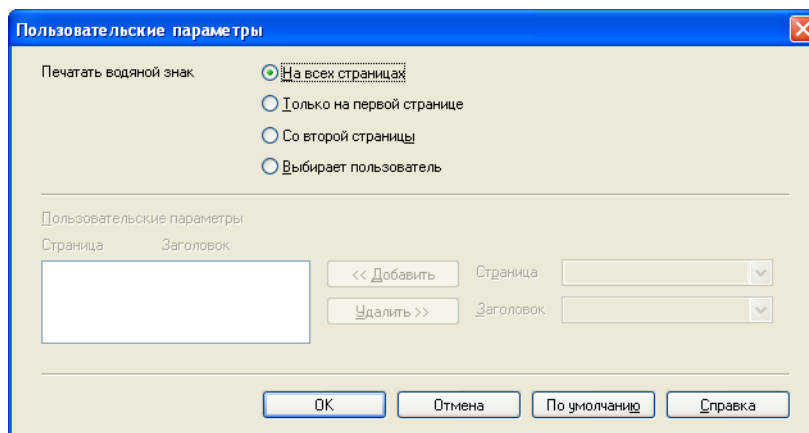 Пользовательские параметры
Печатать водяной знак
На всех страницах
Только на первой странице
Со второй страницы
Выбирает пользователь
Пользовательские параметры
Страница Заголовок
<< Добавить Страница
Удалить >> Заголовок
OK Отмена По умолчанию Справка